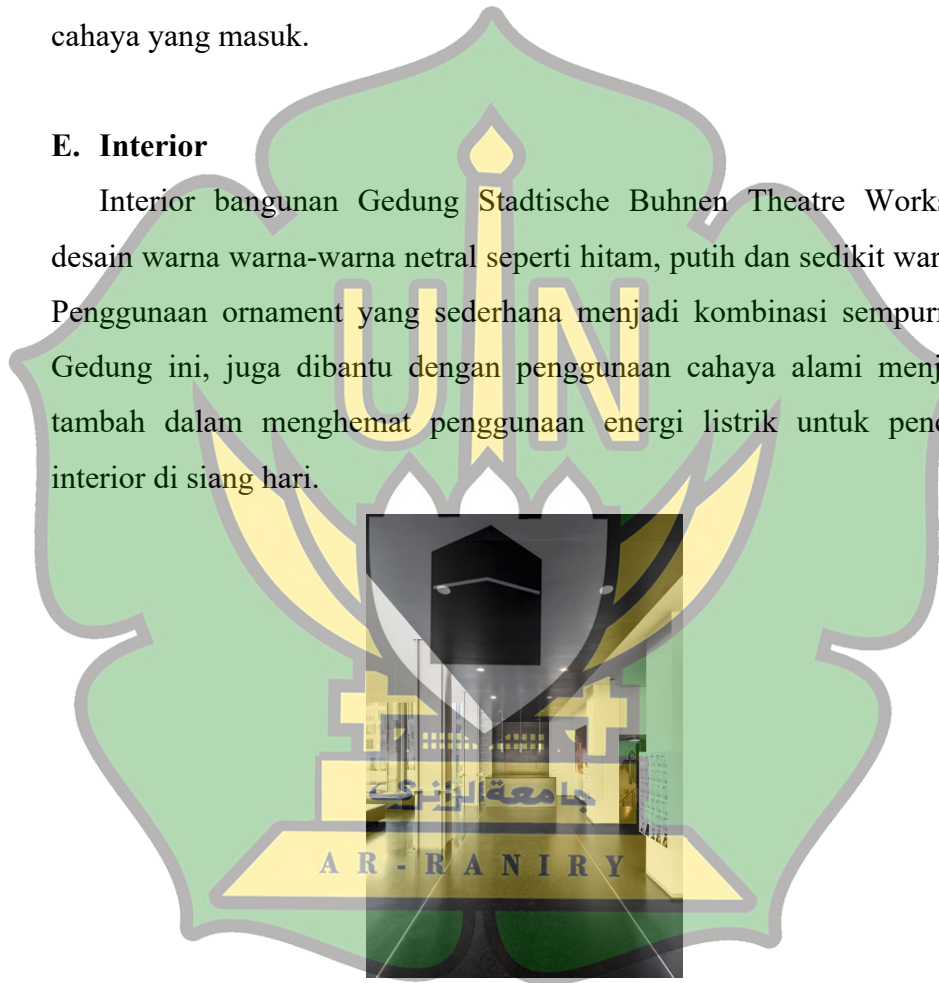 cahaya yang masuk.
E. Interior
Interior bangunan Gedung Stadtische Buhnen Theatre Works
desain warna warna-warna netral seperti hitam, putih dan sedikit war
Penggunaan ornament yang sederhana menjadi kombinasi sempur
Gedung ini, juga dibantu dengan penggunaan cahaya alami menj
tambah dalam menghemat penggunaan energi listrik untuk pen
interior di siang hari.
UIN
جامعة الرانيري
AR-RANIRY